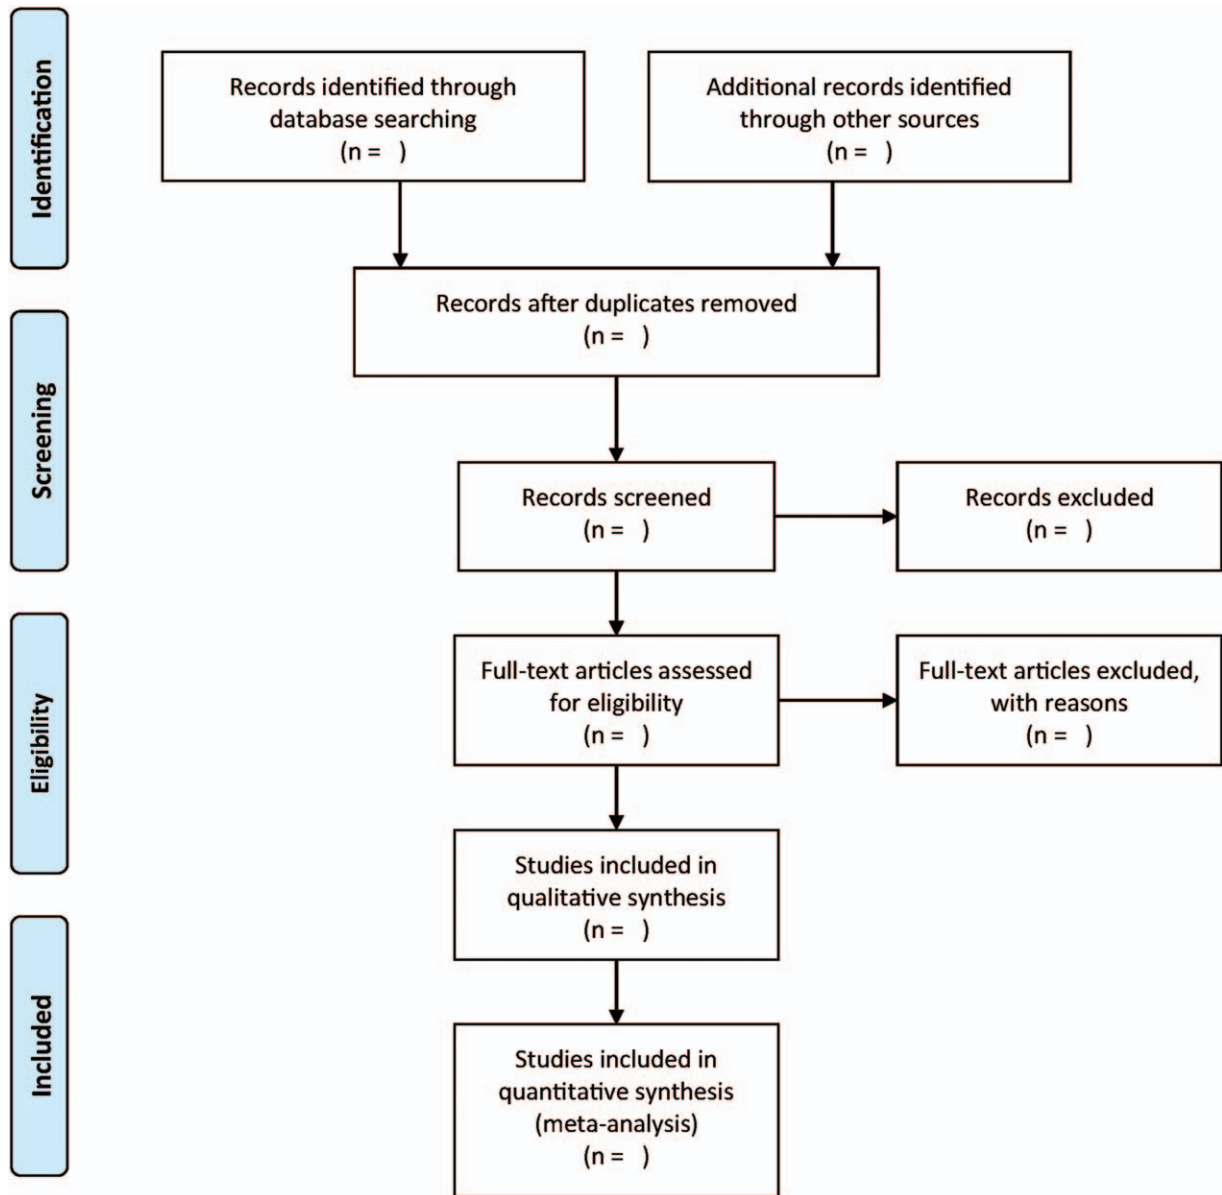 Identification
Records identified through
database searching
(n =   )
Additional records identified
through other sources
(n =   )
Records after duplicates removed
(n =   )
Screening
Records screened
(n =   )
Records excluded
(n =   )
Eligibility
Full-text articles assessed
for eligibility
(n =   )
Full-text articles excluded,
with reasons
(n =   )
Studies included in
qualitative synthesis
(n =   )
Included
Studies included in
quantitative synthesis
(meta-analysis)
(n =   )